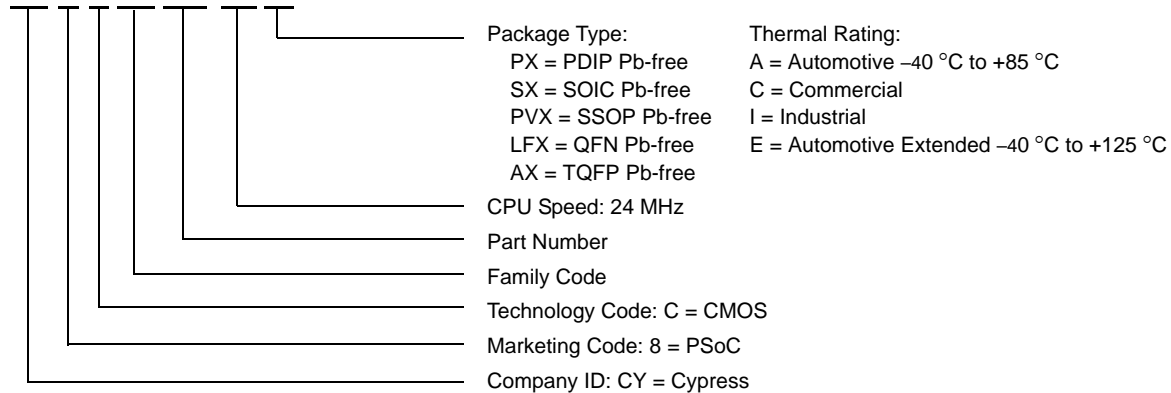 Package Type:
PX = PDIP Pb-free
SX = SOIC Pb-free
PVX = SSOP Pb-free
LFX = QFN Pb-free
AX = TQFP Pb-free
Thermal Rating:
A = Automotive –40 °C to +85 °C
C = Commercial
I = Industrial
E = Automotive Extended –40 °C to +125 °C
CPU Speed: 24 MHz
Part Number
Family Code
Technology Code: C = CMOS
Marketing Code: 8 = PSoC
Company ID: CY = Cypress